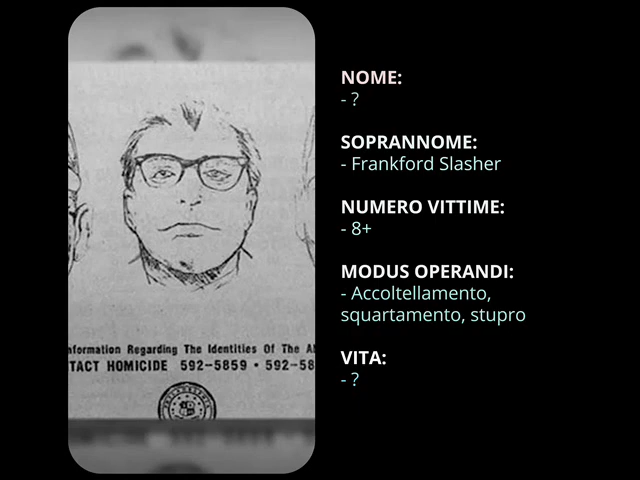 NOME:
- ?
SOPRANNOME:
- Frankford Slasher
NUMERO VITTIME:
- 8+
MODUS OPERANDI:
- Accoltellamento,
squartamento, stupro
VITA:
- ?
nformation Regarding The Identities Of The A
TACT HOMICIDE 592-5859 • 592-58